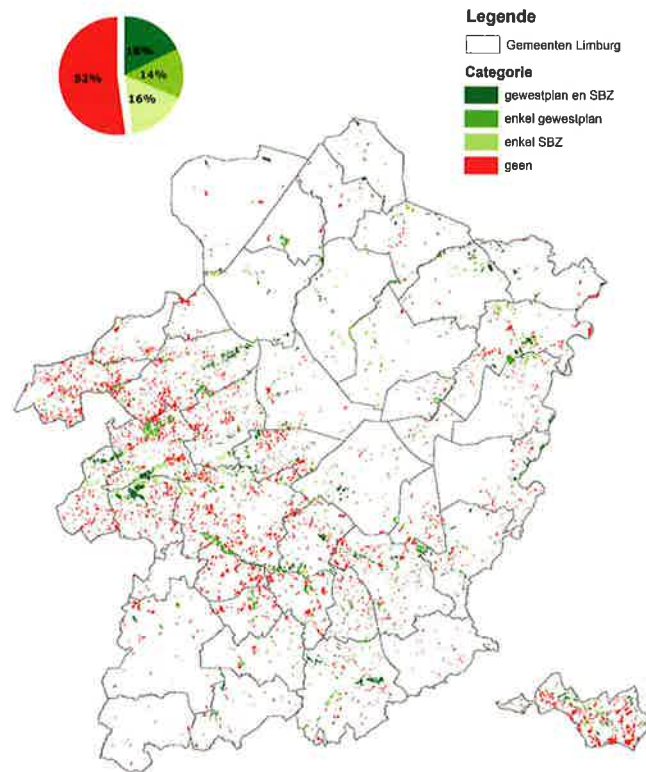 18%
14%
16%
52%
Legende
Gemeenten Limburg
Categorie
gewestplan en SBZ
enkel gewestplan
enkel SBZ
geen